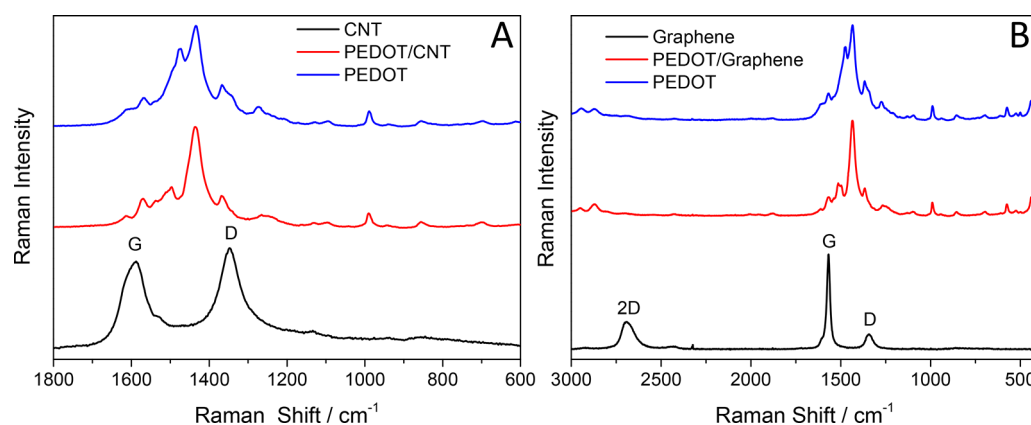 A
CNT
PEDOT/CNT
PEDOT
G
D
Raman Intensity
1800 1600 1400 1200 1000 800 600
Raman Shift / cm⁻¹
B
Graphene
PEDOT/Graphene
PEDOT
G
2D
D
Raman Intensity
3000 2500 2000 1500 1000 500
Raman Shift / cm⁻¹